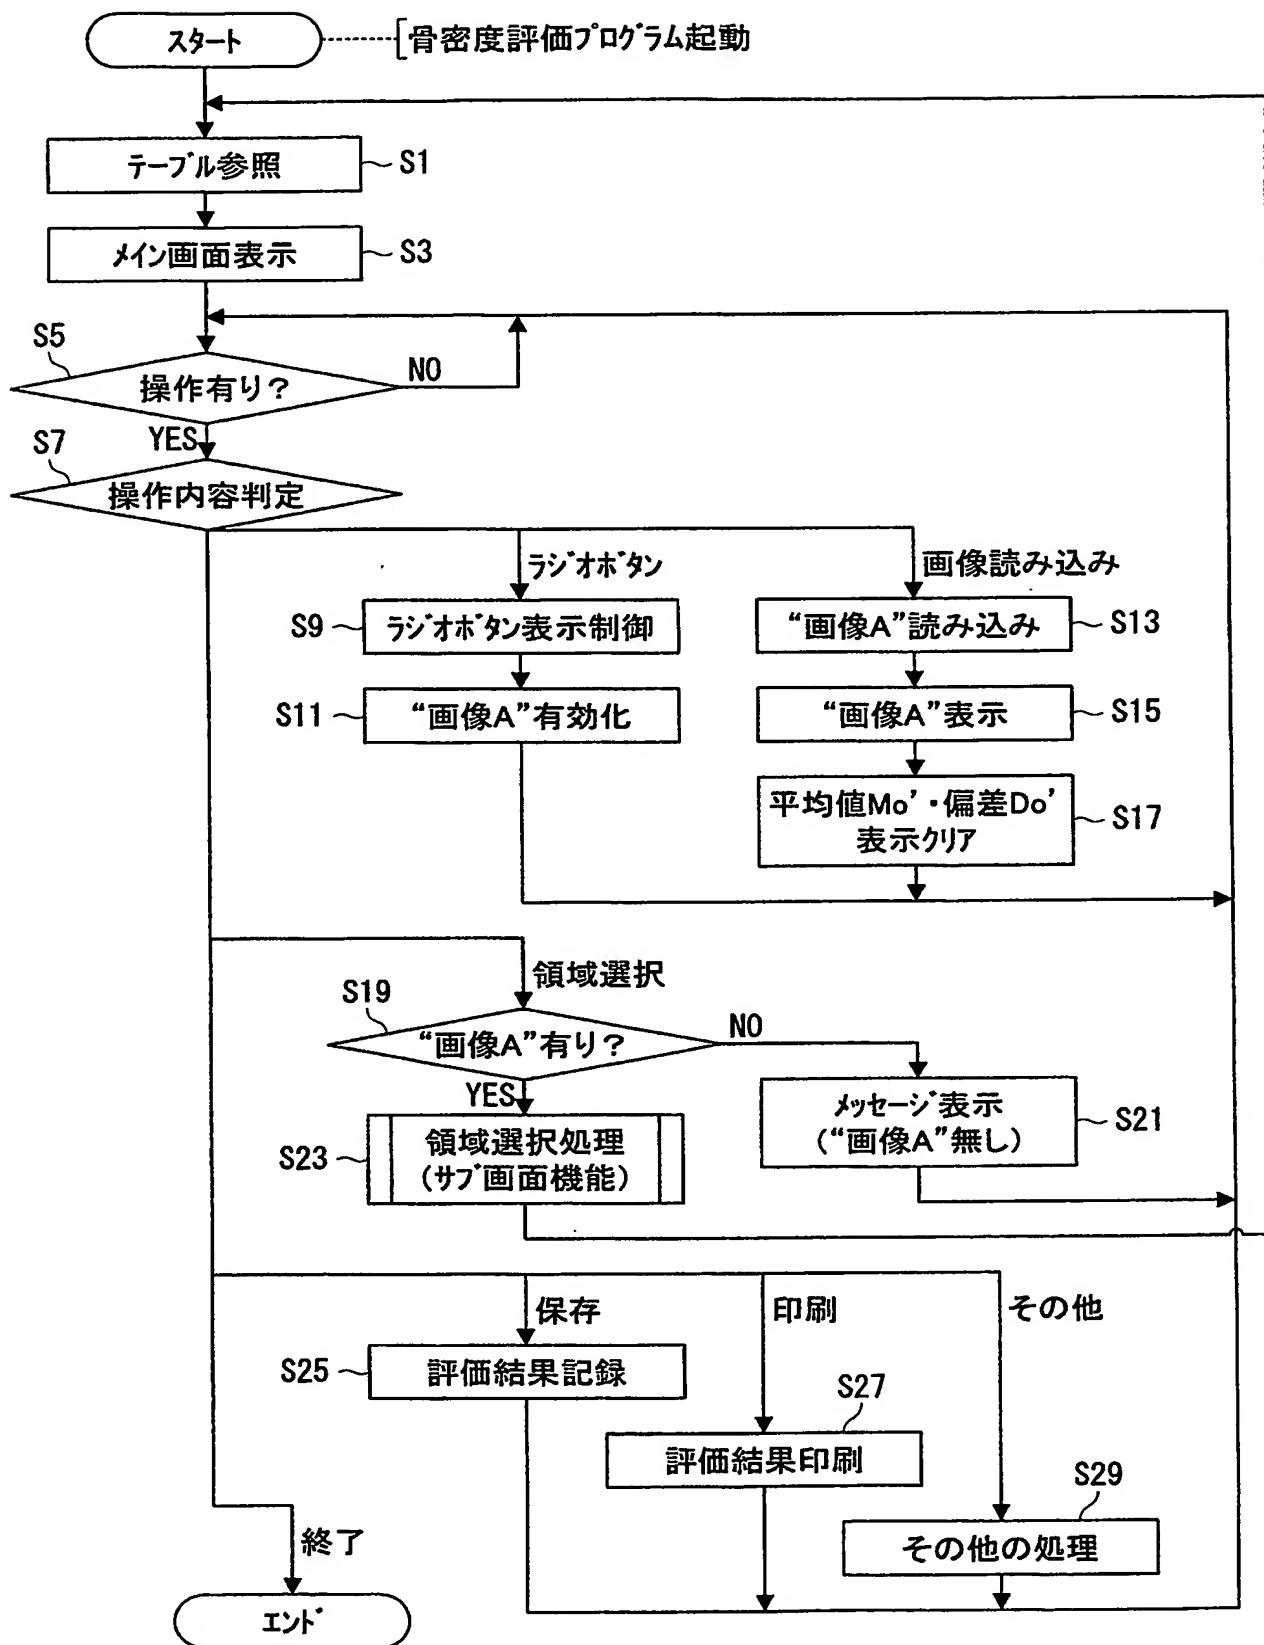 スタート
骨密度評価プログラム起動
テーブル参照
S1
メイン画面表示
S3
S5
操作有り?
NO
YES
S7
操作内容判定
ラジオボタン
画像読み込み
S9
ラジオボタン表示制御
“画像A”読み込み
S13
S11
“画像A”有効化
“画像A”表示
S15
平均値Mo'・偏差Do'
表示クリア
S17
領域選択
S19
“画像A”有り?
NO
YES
メッセージ表示
(“画像A”無し)
S21
S23
領域選択処理
(サブ画面機能)
保存
印刷
その他
S25
評価結果記録
S27
評価結果印刷
S29
その他の処理
終了
エンド